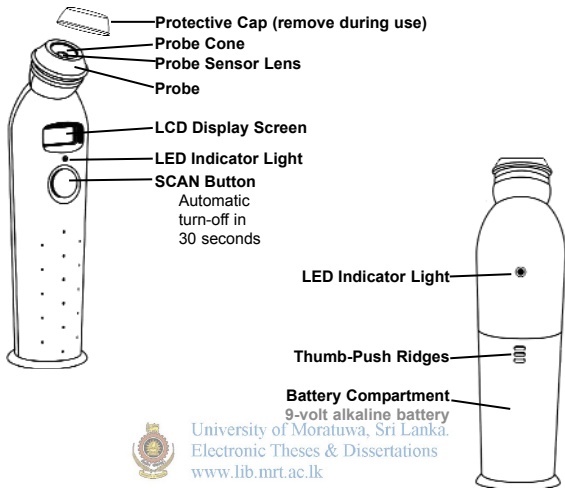 Protective Cap (remove during use)
Probe Cone
Probe Sensor Lens
Probe
LCD Display Screen
LED Indicator Light
SCAN Button
Automatic
turn-off in
30 seconds
LED Indicator Light
Thumb-Push Ridges
Battery Compartment
9-volt alkaline battery
University of Moratuwa, Sri Lanka.
Electronic Theses & Dissertations
www.lib.mrt.ac.lk